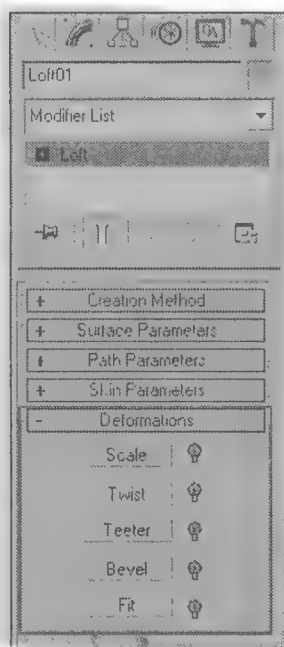 Loft01
Modifier List
Loft
+ Creation Method
+ Surface Parameters
+ Path Parameters
+ Skin Parameters
- Deformations
Scale
Twist
Teeter
Bevel
Fit